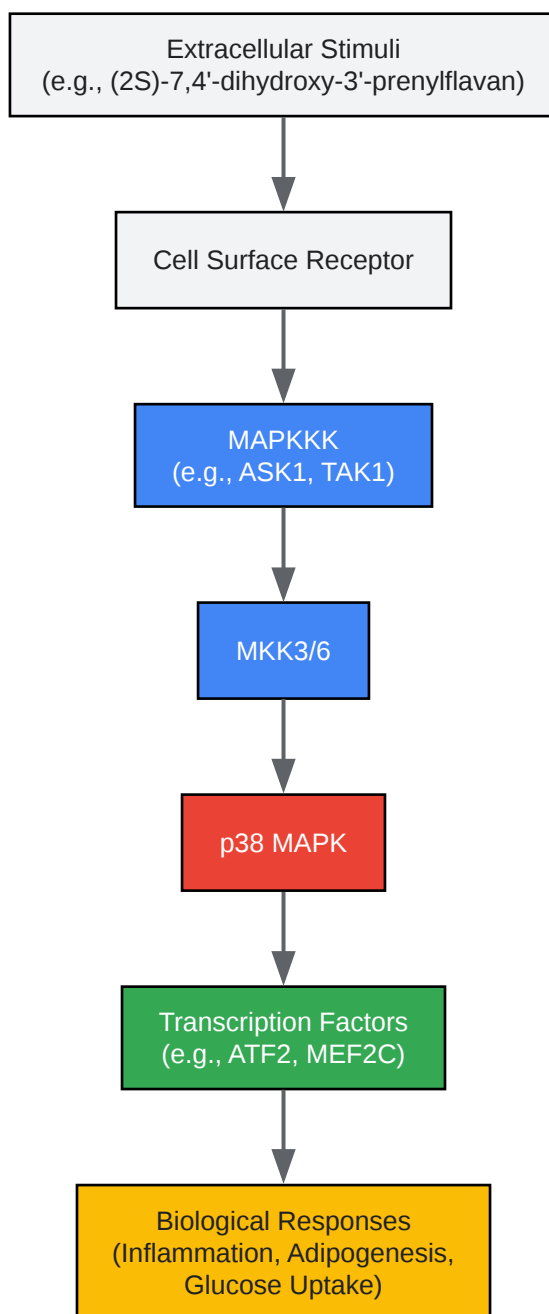 Extracellular Stimuli
(e.g., (2S)-7,4'-dihydroxy-3'-prenylflavan)
Cell Surface Receptor
MAPKKK
(e.g., ASK1, TAK1)
MKK3/6
p38 MAPK
Transcription Factors
(e.g., ATF2, MEF2C)
Biological Responses
(Inflammation, Adipogenesis,
Glucose Uptake)